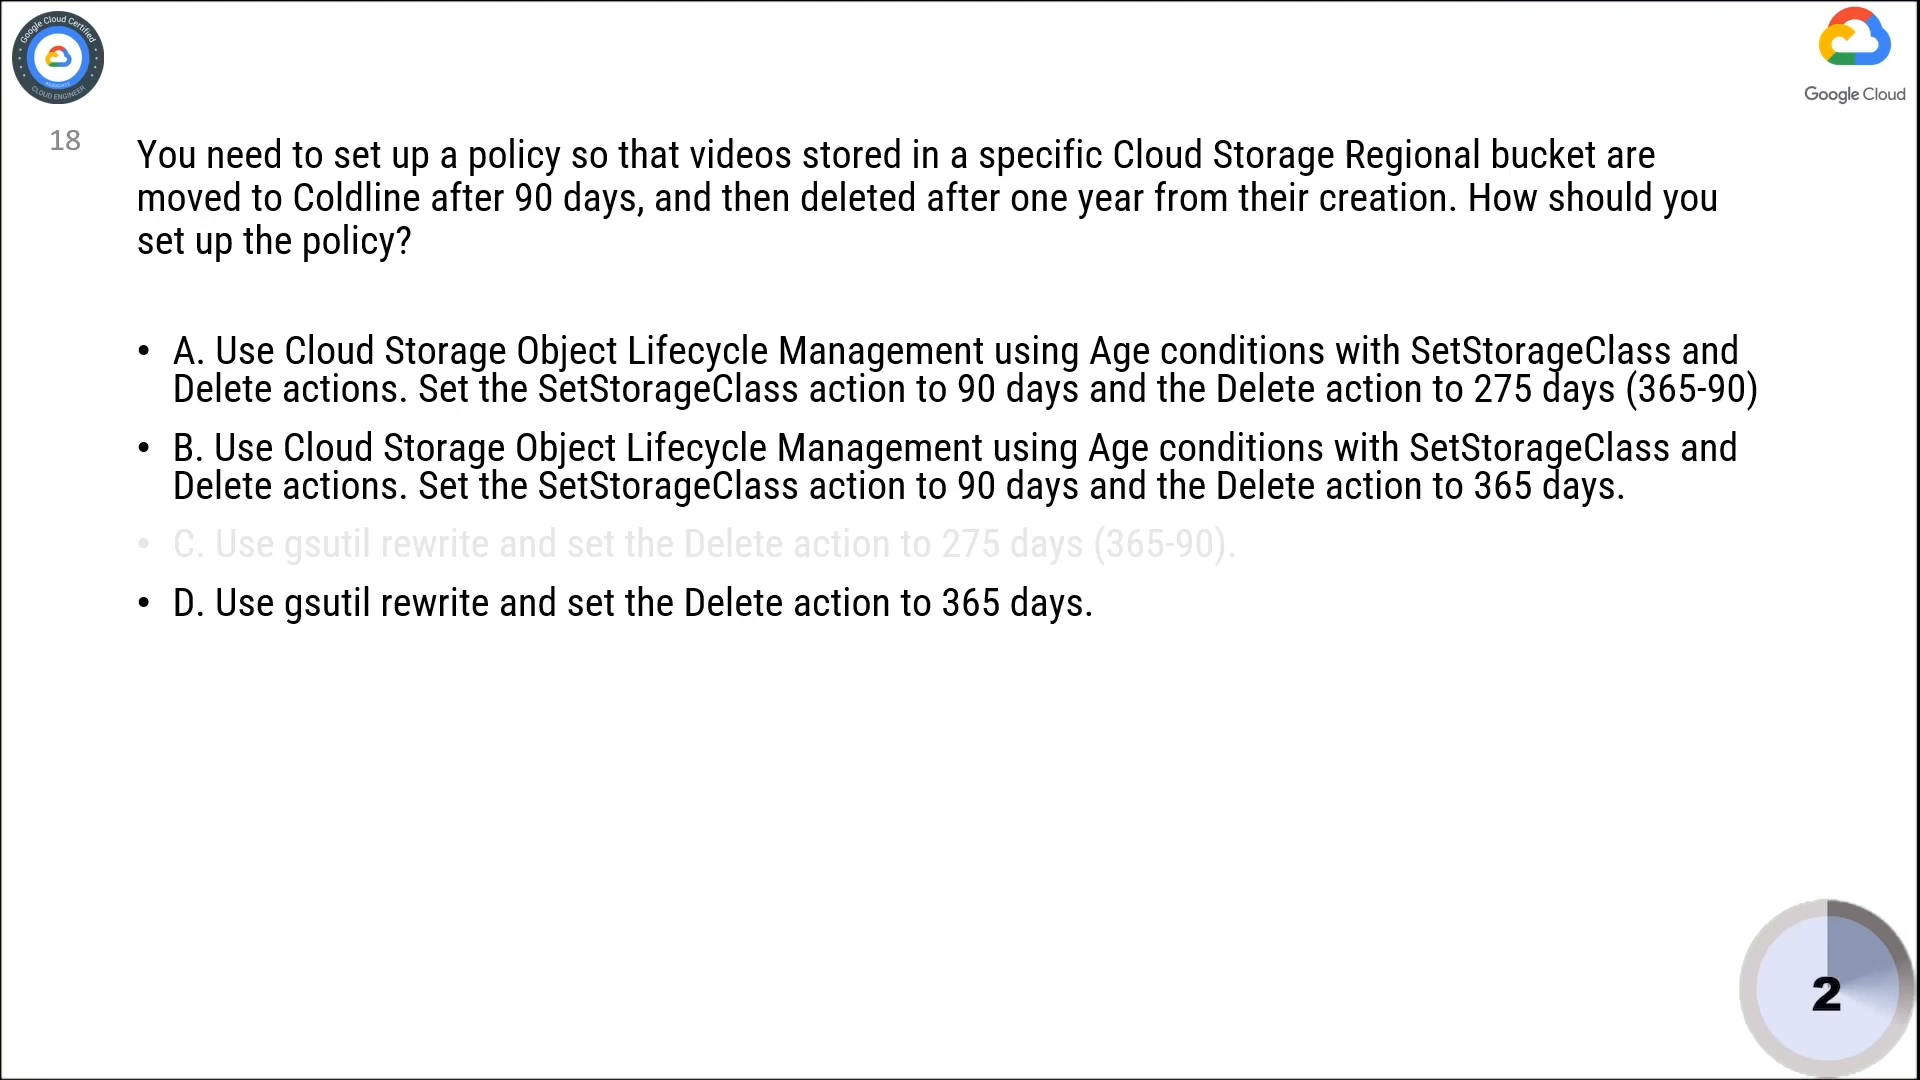 Google Cloud Certified
ASSOCIATE
CLOUD ENGINEER
Google Cloud
18
You need to set up a policy so that videos stored in a specific Cloud Storage Regional bucket are
moved to Coldline after 90 days, and then deleted after one year from their creation. How should you
set up the policy?
• A. Use Cloud Storage Object Lifecycle Management using Age conditions with SetStorageClass and
Delete actions. Set the SetStorageClass action to 90 days and the Delete action to 275 days (365-90)
• B. Use Cloud Storage Object Lifecycle Management using Age conditions with SetStorageClass and
Delete actions. Set the SetStorageClass action to 90 days and the Delete action to 365 days.
• C. Use gsutil rewrite and set the Delete action to 275 days (365-90).
• D. Use gsutil rewrite and set the Delete action to 365 days.
2